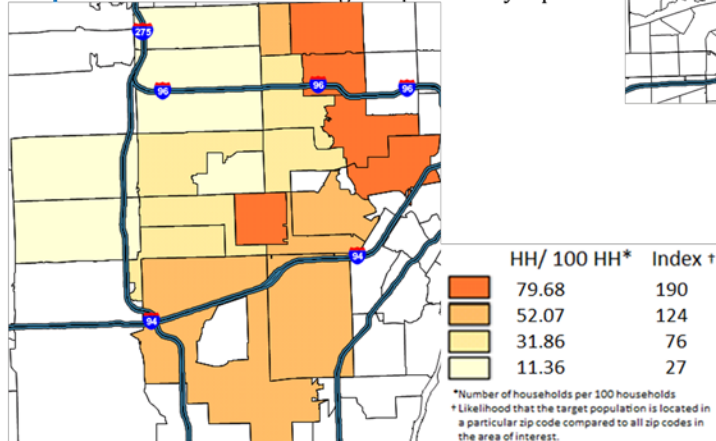 275
96
96
96
94
94
HH/ 100 HH* Index †
79.68 190
52.07 124
31.86 76
11.36 27
*Number of households per 100 households
† Likelihood that the target population is located in
a particular zip code compared to all zip codes in
the area of interest.